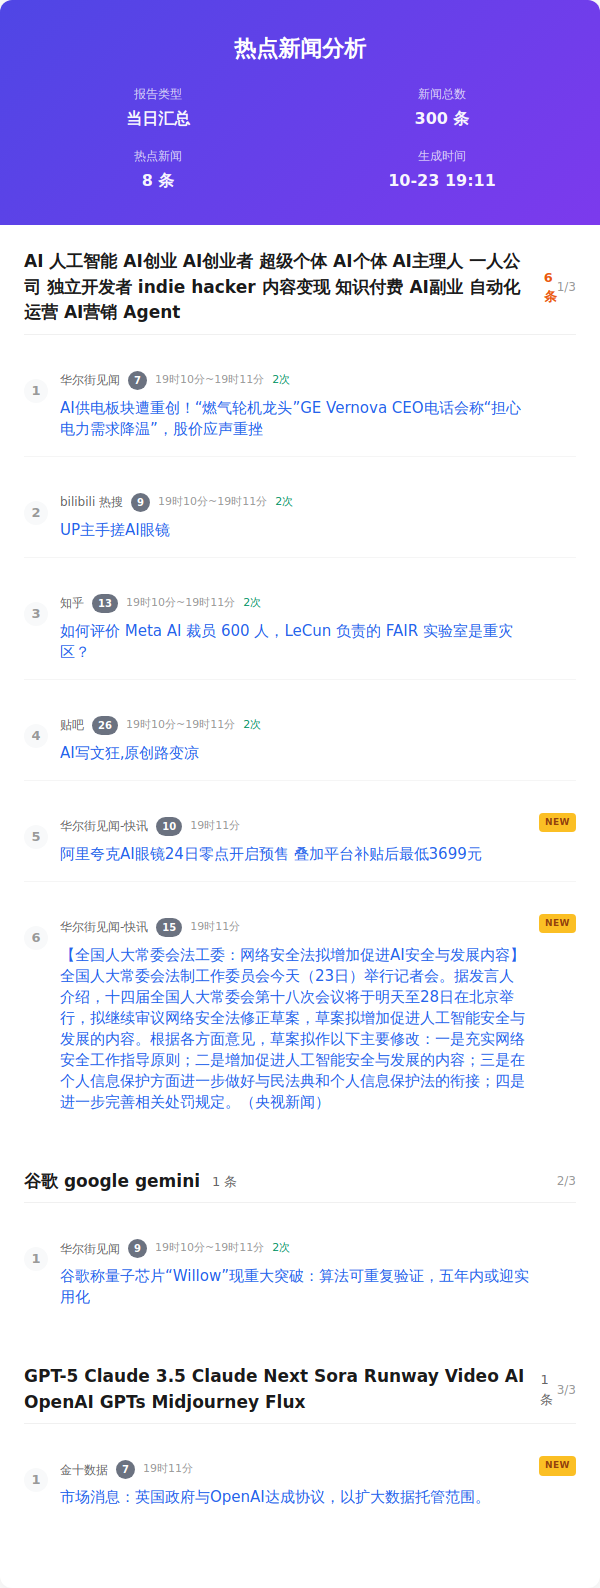 热点新闻分析
报告类型
新闻总数
当日汇总
300 条
热点新闻
生成时间
8 条
10-23 19:11
AI 人工智能 AI创业 AI创业者 超级个体 AI个体 AI主理人 一人公
司 独立开发者 indie hacker 内容变现 知识付费 AI副业 自动化
运营 AI营销 Agent
6
条
1/3
1
华尔街见闻 7 19时10分~19时11分 2次
AI供电板块遭重创！“燃气轮机龙头”GE Vernova CEO电话会称“担心
电力需求降温”，股价应声重挫
2
bilibili 热搜 9 19时10分~19时11分 2次
UP主手搓AI眼镜
3
知乎 13 19时10分~19时11分 2次
如何评价 Meta AI 裁员 600 人，LeCun 负责的 FAIR 实验室是重灾
区？
4
贴吧 26 19时10分~19时11分 2次
AI写文狂,原创路变凉
5
华尔街见闻-快讯 10 19时11分
NEW
阿里夸克AI眼镜24日零点开启预售 叠加平台补贴后最低3699元
6
华尔街见闻-快讯 15 19时11分
NEW
【全国人大常委会法工委：网络安全法拟增加促进AI安全与发展内容】
全国人大常委会法制工作委员会今天（23日）举行记者会。据发言人
介绍，十四届全国人大常委会第十八次会议将于明天至28日在北京举
行，拟继续审议网络安全法修正草案，草案拟增加促进人工智能安全与
发展的内容。根据各方面意见，草案拟作以下主要修改：一是充实网络
安全工作指导原则；二是增加促进人工智能安全与发展的内容；三是在
个人信息保护方面进一步做好与民法典和个人信息保护法的衔接；四是
进一步完善相关处罚规定。（央视新闻）
谷歌 google gemini 1 条
2/3
1
华尔街见闻 9 19时10分~19时11分 2次
谷歌称量子芯片“Willow”现重大突破：算法可重复验证，五年内或迎实
用化
GPT-5 Claude 3.5 Claude Next Sora Runway Video AI
OpenAI GPTs Midjourney Flux
1
条
3/3
1
金十数据 7 19时11分
NEW
市场消息：英国政府与OpenAI达成协议，以扩大数据托管范围。